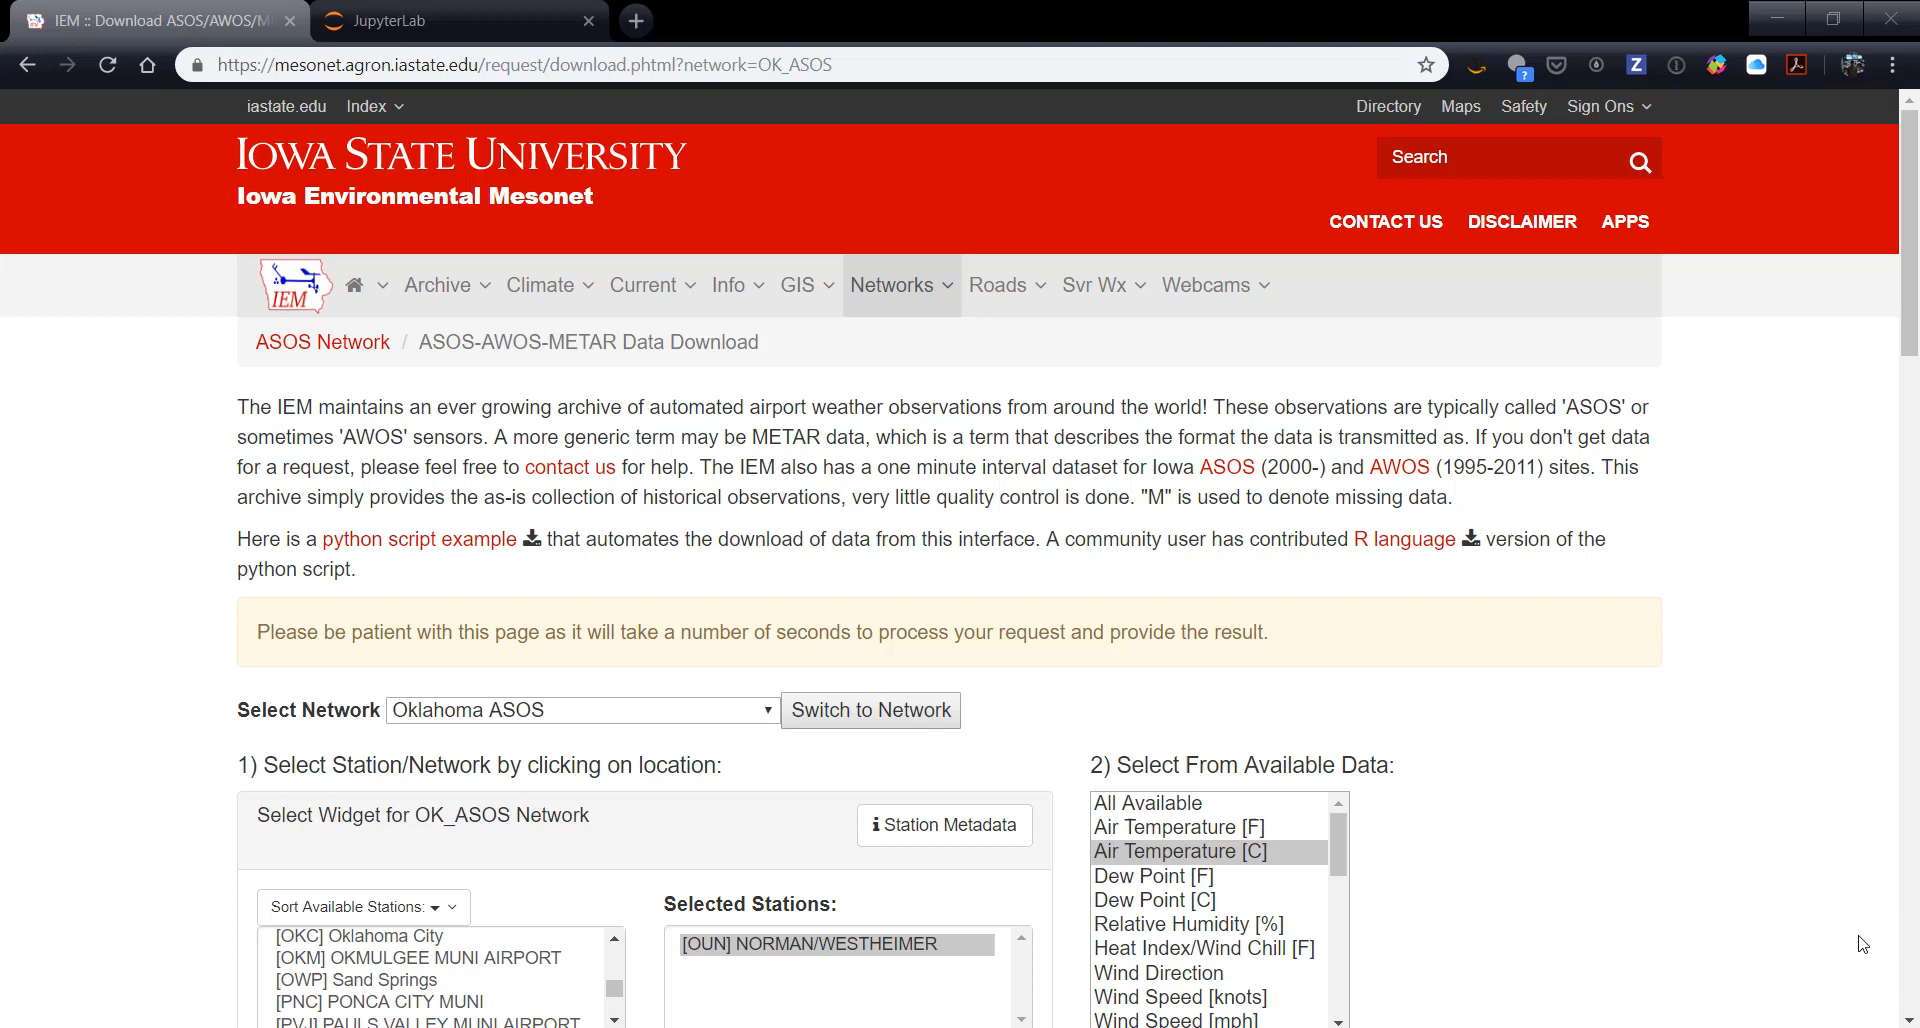 IEM :: Download ASOS/AWOS/M
JupyterLab
https://mesonet.agron.iastate.edu/request/download.phtml?network=OK_ASOS
iastate.edu Index
Directory Maps Safety Sign Ons
IOWA STATE UNIVERSITY
Iowa Environmental Mesonet
Search
CONTACT US DISCLAIMER APPS
IEM
Archive Climate Current Info GIS Networks Roads Svr Wx Webcams
ASOS Network / ASOS-AWOS-METAR Data Download
The IEM maintains an ever growing archive of automated airport weather observations from around the world! These observations are typically called 'ASOS' or
sometimes 'AWOS' sensors. A more generic term may be METAR data, which is a term that describes the format the data is transmitted as. If you don't get data
for a request, please feel free to contact us for help. The IEM also has a one minute interval dataset for Iowa ASOS (2000-) and AWOS (1995-2011) sites. This
archive simply provides the as-is collection of historical observations, very little quality control is done. "M" is used to denote missing data.
Here is a python script example that automates the download of data from this interface. A community user has contributed R language version of the
python script.
Please be patient with this page as it will take a number of seconds to process your request and provide the result.
Select Network Oklahoma ASOS Switch to Network
1) Select Station/Network by clicking on location:
Select Widget for OK_ASOS Network
Station Metadata
Sort Available Stations:
[OKC] Oklahoma City
[OKM] OKMULGEE MUNI AIRPORT
[OWP] Sand Springs
[PNC] PONCA CITY MUNI
[PVJ] PAULS VALLEY MUNI AIRPORT
Selected Stations:
[OUN] NORMAN/WESTHEIMER
2) Select From Available Data:
All Available
Air Temperature [F]
Air Temperature [C]
Dew Point [F]
Dew Point [C]
Relative Humidity [%]
Heat Index/Wind Chill [F]
Wind Direction
Wind Speed [knots]
Wind Speed [mph]